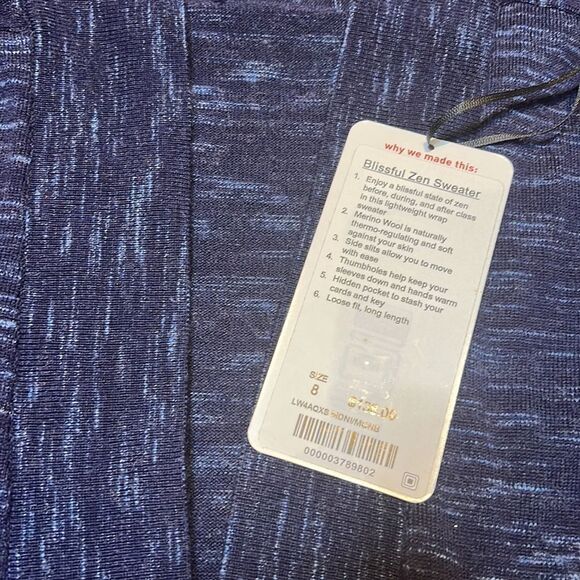 why we made this:
Blissful Zen Sweater
1. Enjoy a blissful state of zen
before, during, and after class
in this lightweight wrap
sweater
2. Merino Wool is naturally
thermo-regulating and soft
against your skin
3. Side slits allow you to move
with ease
4. Thumbholes help keep your
sleeves down and hands warm
5. Hidden pocket to stash your
cards and key
6. Loose fit, long length
SIZE
8
000003789802